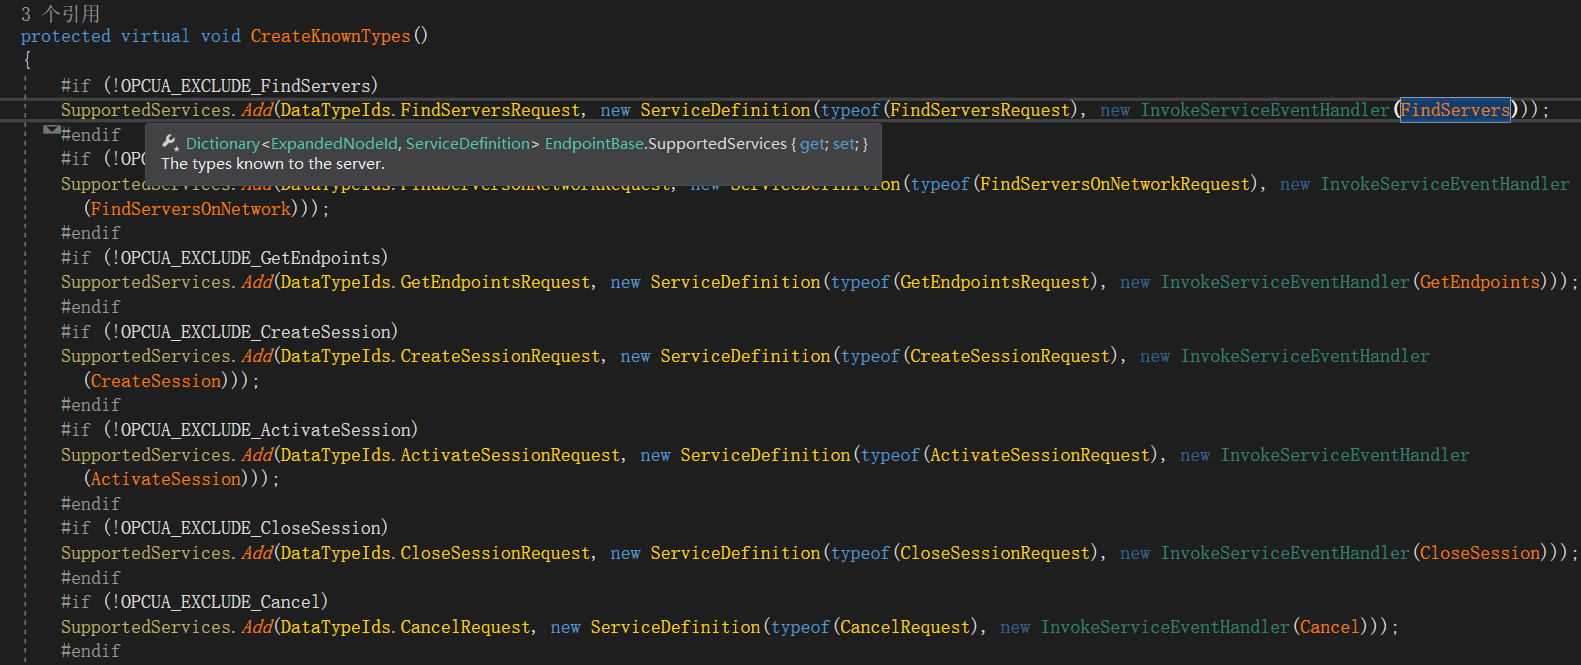 3 个引用
protected virtual void CreateKnownTypes()
{
#if (!OPCUA_EXCLUDE_FindServers)
SupportedServices.Add(DataTypeIds.FindServersRequest, new ServiceDefinition(typeof(FindServersRequest), new InvokeServiceEventHandler(FindServers)));
#endif
Dictionary<ExpandedNodeId, ServiceDefinition> EndpointBase.SupportedServices { get; set; }
The types known to the server.
#if (!OPC
SupportedServices.Add(DataTypeIds.FindServersOnNetworkRequest, new ServiceDefinition(typeof(FindServersOnNetworkRequest), new InvokeServiceEventHandler
(FindServersOnNetwork)));
#endif
#if (!OPCUA_EXCLUDE_GetEndpoints)
SupportedServices.Add(DataTypeIds.GetEndpointsRequest, new ServiceDefinition(typeof(GetEndpointsRequest), new InvokeServiceEventHandler(GetEndpoints)));
#endif
#if (!OPCUA_EXCLUDE_CreateSession)
SupportedServices.Add(DataTypeIds.CreateSessionRequest, new ServiceDefinition(typeof(CreateSessionRequest), new InvokeServiceEventHandler
(CreateSession)));
#endif
#if (!OPCUA_EXCLUDE_ActivateSession)
SupportedServices.Add(DataTypeIds.ActivateSessionRequest, new ServiceDefinition(typeof(ActivateSessionRequest), new InvokeServiceEventHandler
(ActivateSession)));
#endif
#if (!OPCUA_EXCLUDE_CloseSession)
SupportedServices.Add(DataTypeIds.CloseSessionRequest, new ServiceDefinition(typeof(CloseSessionRequest), new InvokeServiceEventHandler(CloseSession)));
#endif
#if (!OPCUA_EXCLUDE_Cancel)
SupportedServices.Add(DataTypeIds.CancelRequest, new ServiceDefinition(typeof(CancelRequest), new InvokeServiceEventHandler(Cancel)));
#endif